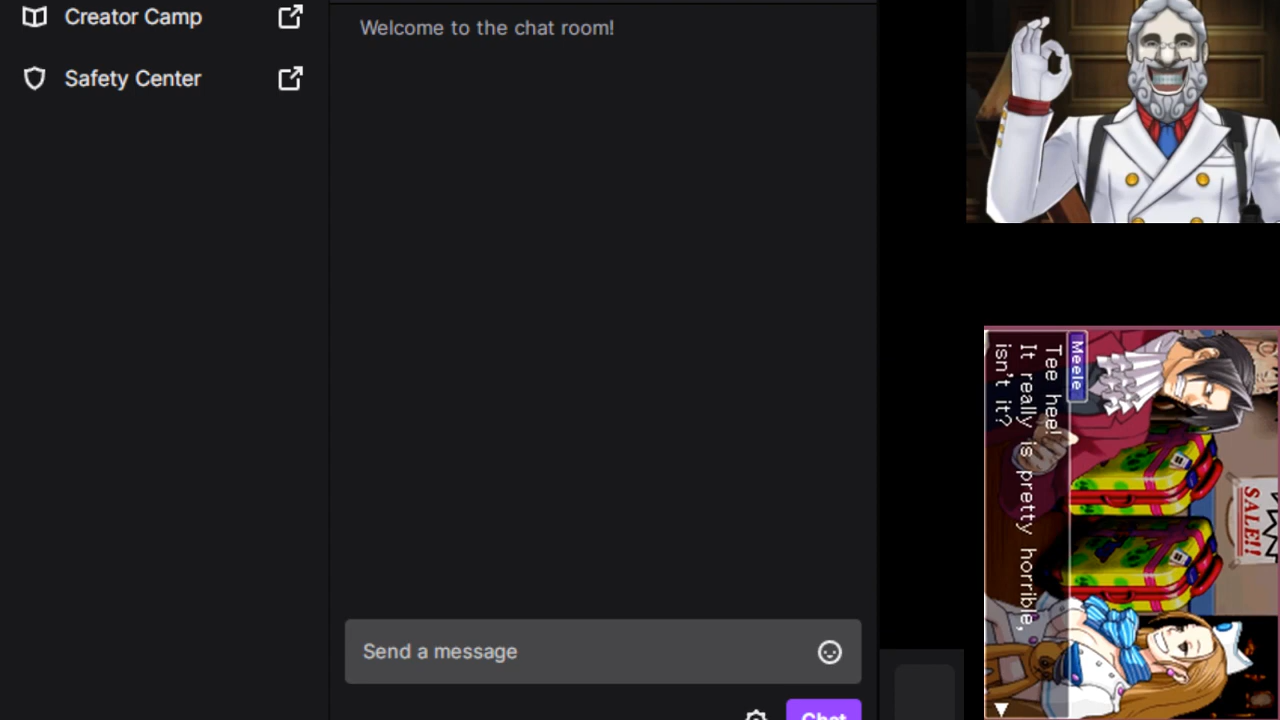 Creator Camp
Safety Center
Welcome to the chat room!
Send a message
Chat
Meele
Tee hee!
It really is pretty horrible,
isn't it?
SALE!!